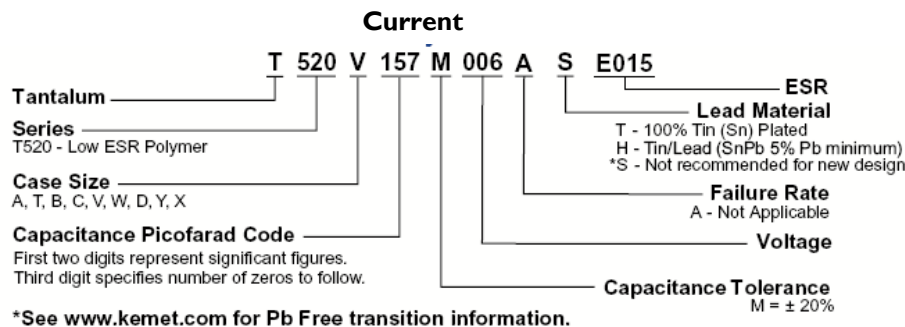 Current
T 520 V 157 M 006 A S E015
Tantalum
ESR
Lead Material
T - 100% Tin (Sn) Plated
H - Tin/Lead (SnPb 5% Pb minimum)
*S - Not recommended for new design
Series
T520 - Low ESR Polymer
Case Size
A, T, B, C, V, W, D, Y, X
Failure Rate
A - Not Applicable
Capacitance Picofarad Code
First two digits represent significant figures.
Third digit specifies number of zeros to follow.
Voltage
Capacitance Tolerance
M = ± 20%
*See www.kemet.com for Pb Free transition information.